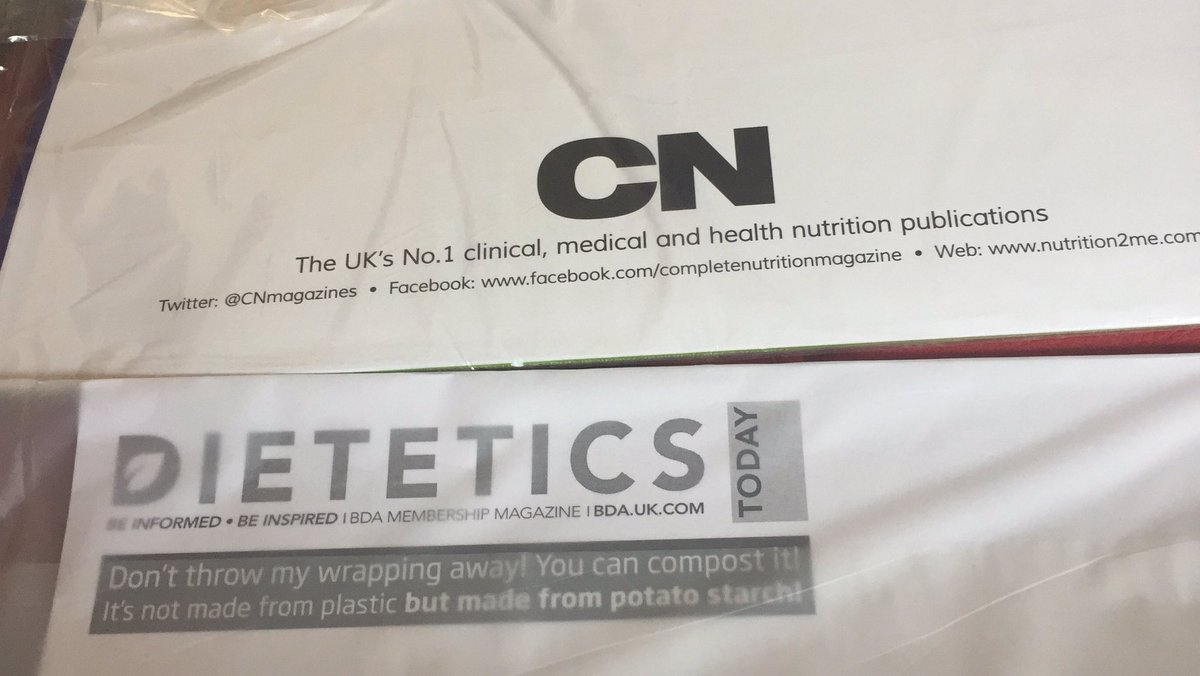 CN
The UK's No.1 clinical, medical and health nutrition publications
Twitter: @CNmagazines • Facebook: www.facebook.com/completenutritionmagazine • Web: www.nutrition2me.com
DIETETICS
TODAY
BE INFORMED • BE INSPIRED | BDA MEMBERSHIP MAGAZINE | BDA.UK.COM
Don't throw my wrapping away! You can compost it!
It's not made from plastic but made from potato starch!